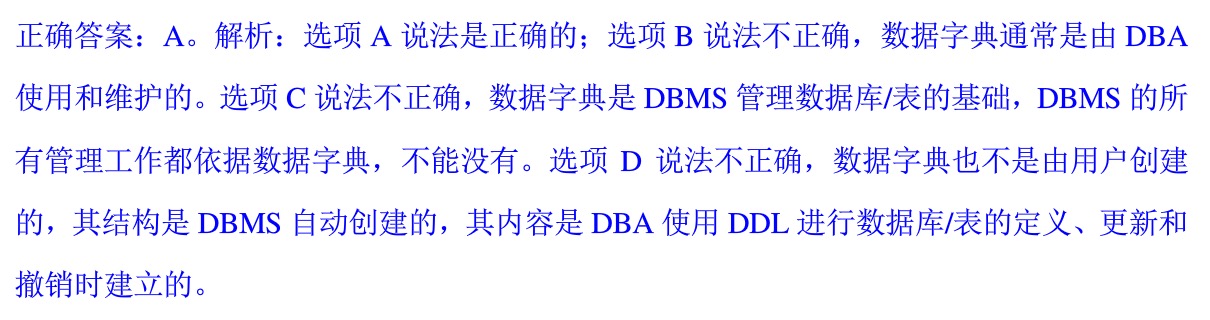 正确答案：A。解析：选项 A 说法是正确的；选项 B 说法不正确，数据字典通常是由 DBA
使用和维护的。选项 C 说法不正确，数据字典是 DBMS 管理数据库/表的基础，DBMS 的所
有管理工作都依据数据字典，不能没有。选项 D 说法不正确，数据字典也不是由用户创建
的，其结构是 DBMS 自动创建的，其内容是 DBA 使用 DDL 进行数据库/表的定义、更新和
撤销时建立的。